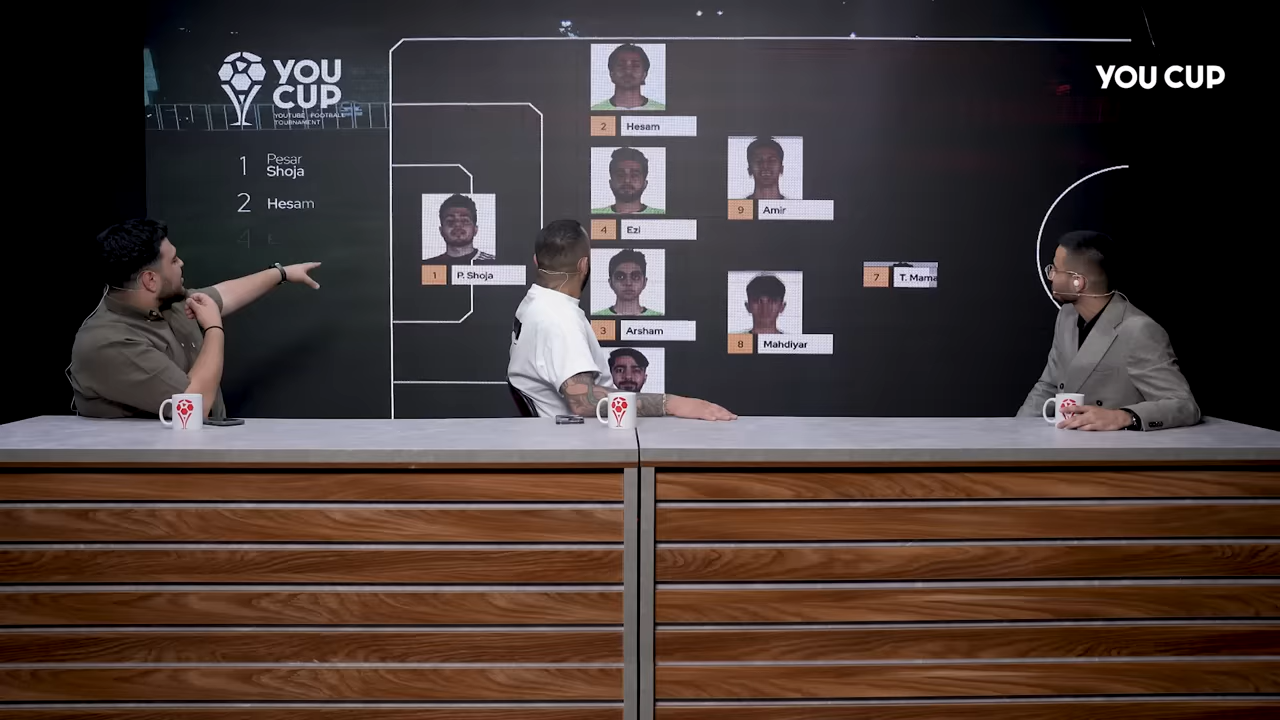 YOU
CUP
YOUTUBE FOOTBALL
TOURNAMENT
YOU CUP
1 Pesar
Shoja
2 Hesam
4
2 Hesam
9 Amir
4 Ezi
1 P. Shoja
7 T. Mama
3 Arsham
8 Mahdiyar